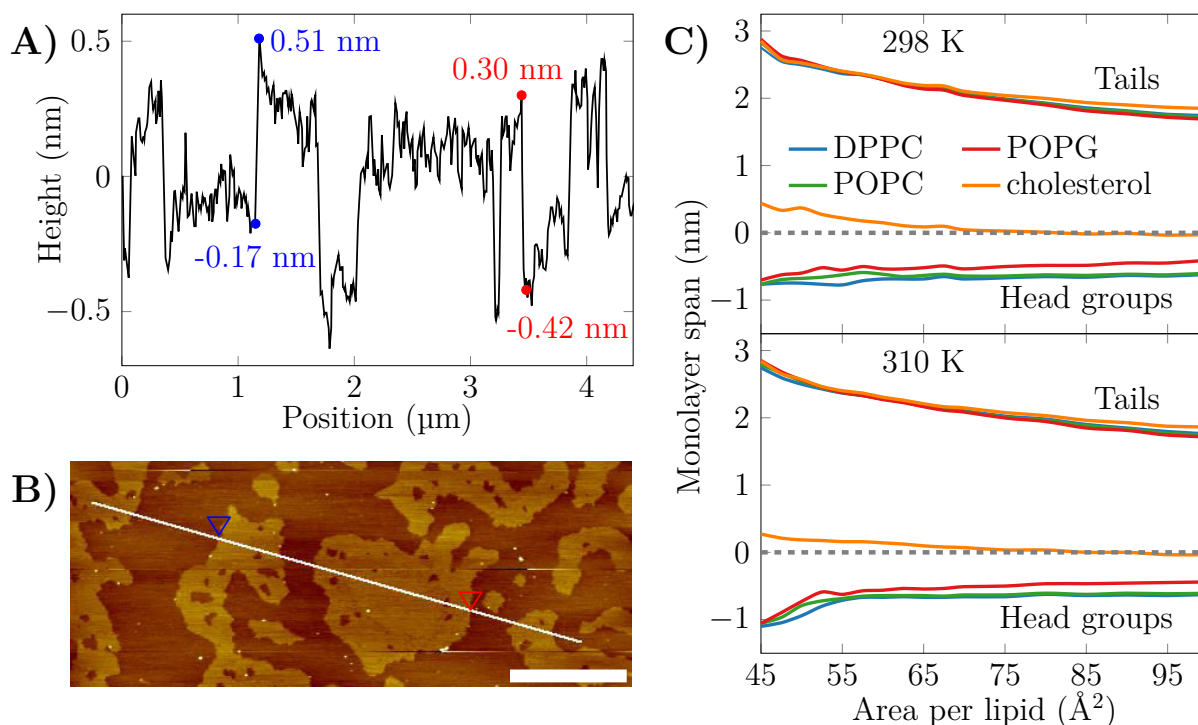 A)
Height (nm)
0.5
0
−0.5
0.51 nm
0.30 nm
-0.17 nm
-0.42 nm
0 1 2 3 4
Position (µm)
B)
C)
Monolayer span (nm)
298 K
3
2
1
0
−1
Tails
DPPC POPG
POPC cholesterol
Head groups
310 K
3
2
1
0
−1
Tails
Head groups
45 55 65 75 85 95
Area per lipid (Å²)